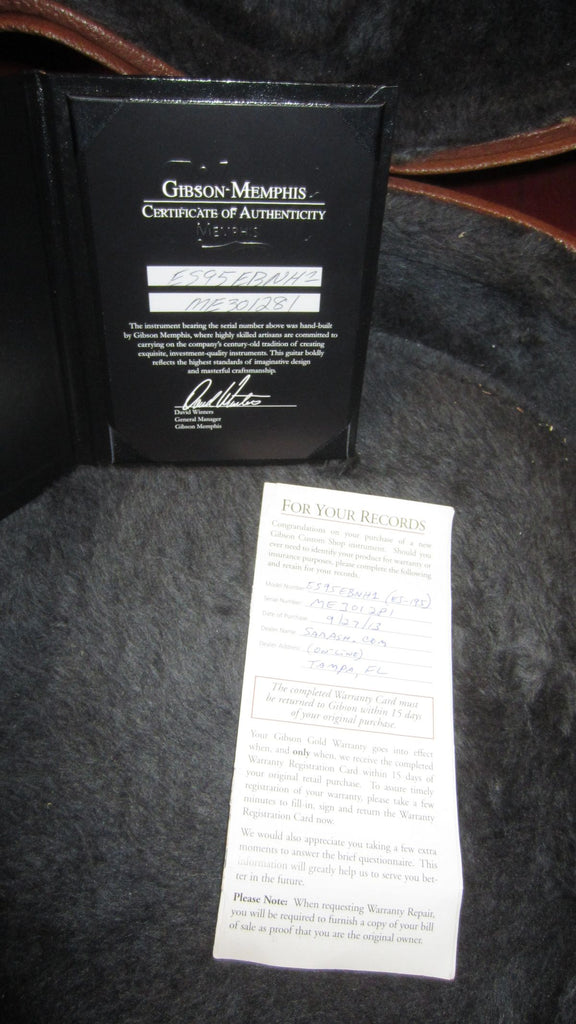 GIBSON-MEMPHIS
CERTIFICATE OF AUTHENTICITY
MEMPHIS
ES95EBNH1
ME301281
The instrument bearing the serial number above was hand-built
by Gibson Memphis, where highly skilled artisans are committed to
carrying on the company's century-old tradition of creating
exquisite, investment-quality instruments. This guitar boldly
reflects the highest standards of imaginative design
and masterful craftsmanship.
David Winters
David Winters
General Manager
Gibson Memphis
FOR YOUR RECORDS
Congratulations on your purchase of a new
Gibson Custom Shop instrument. Should you
ever need to identify your product for warranty or
insurance purposes, please complete the following
and retain for your records.
Model Number: ES95EBNH1 (ES-195)
Serial Number: ME301281
Date of Purchase: 9/27/13
Dealer Name: SAMASH.COM
Dealer Address: (ON-LINE)
TAMPA, FL
The completed Warranty Card must
be returned to Gibson within 15 days
of your original purchase.
Your Gibson Gold Warranty goes into effect
when, and only when, we receive the completed
Warranty Registration Card within 15 days of
your original retail purchase. To assure timely
registration of your warranty, please take a few
minutes to fill-in, sign and return the Warranty
Registration Card now.
We would also appreciate you taking a few extra
moments to answer the brief questionnaire. This
information will greatly help us to serve you bet-
ter in the future.
Please Note: When requesting Warranty Repair,
you will be required to furnish a copy of your bill
of sale as proof that you are the original owner.